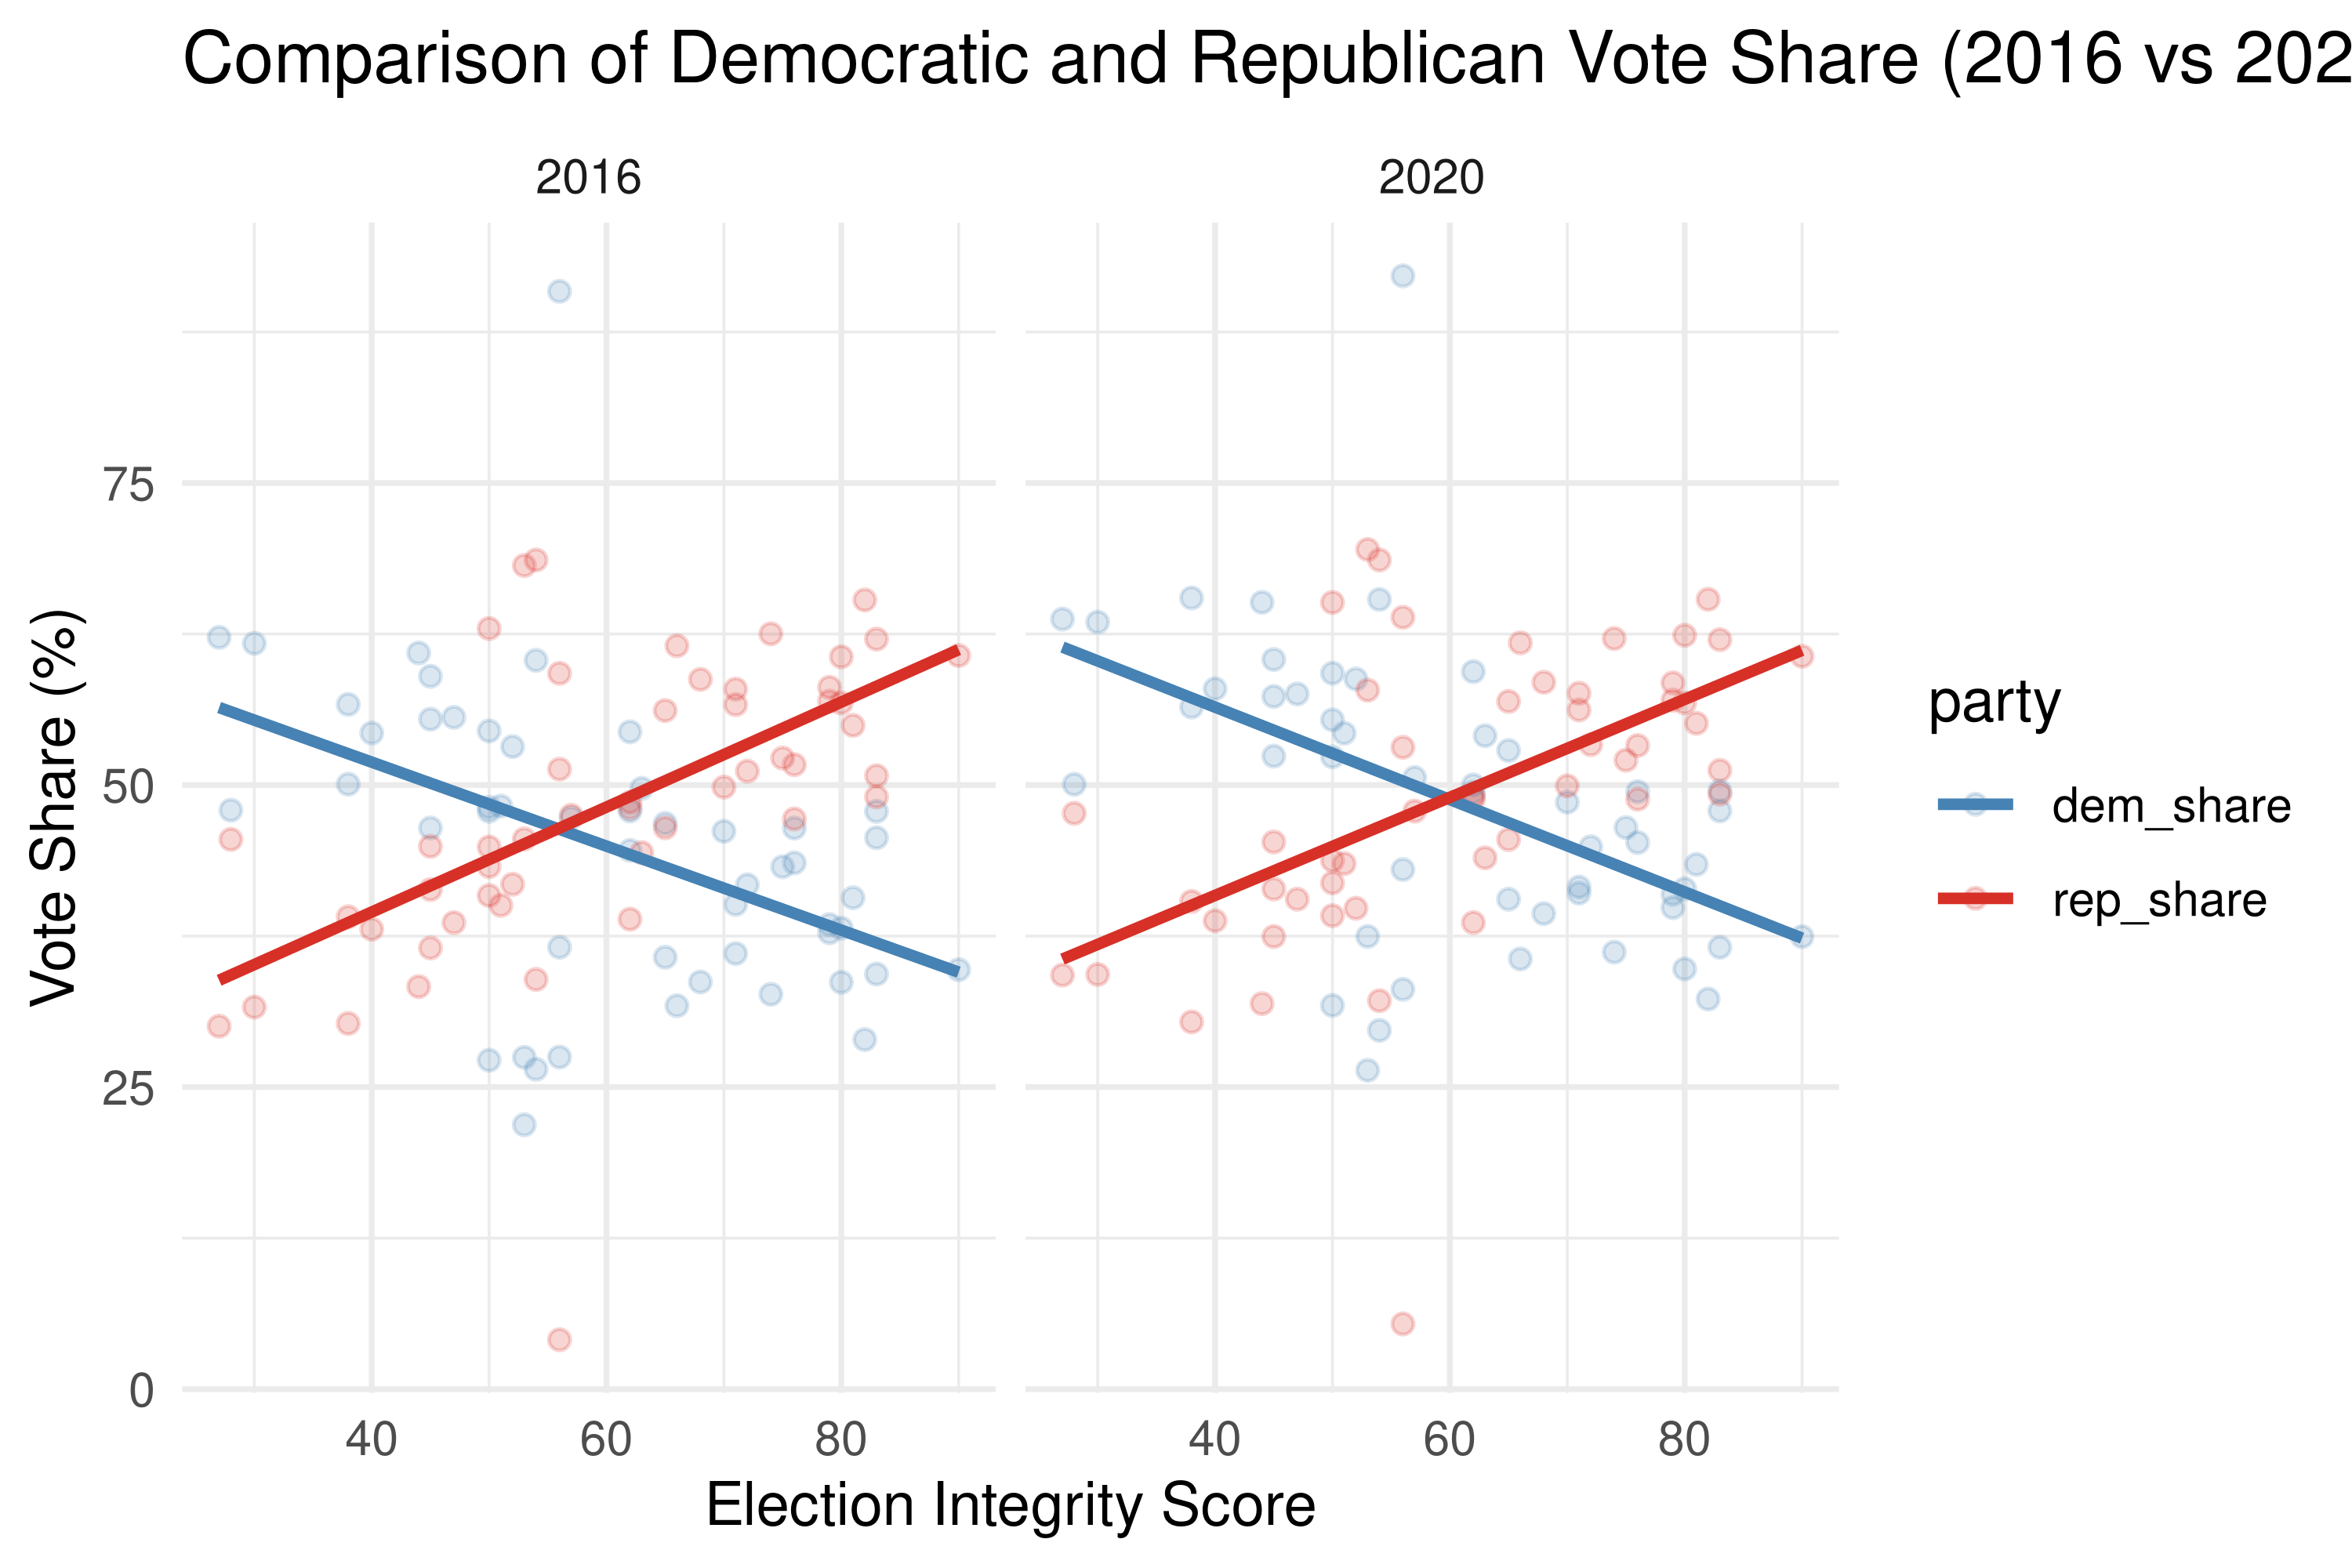 Comparison of Democratic and Republican Vote Share (2016 vs 202
2016
2020
Vote Share (%)
75
50
25
0
40
60
80
40
60
80
Election Integrity Score
party
dem_share
rep_share